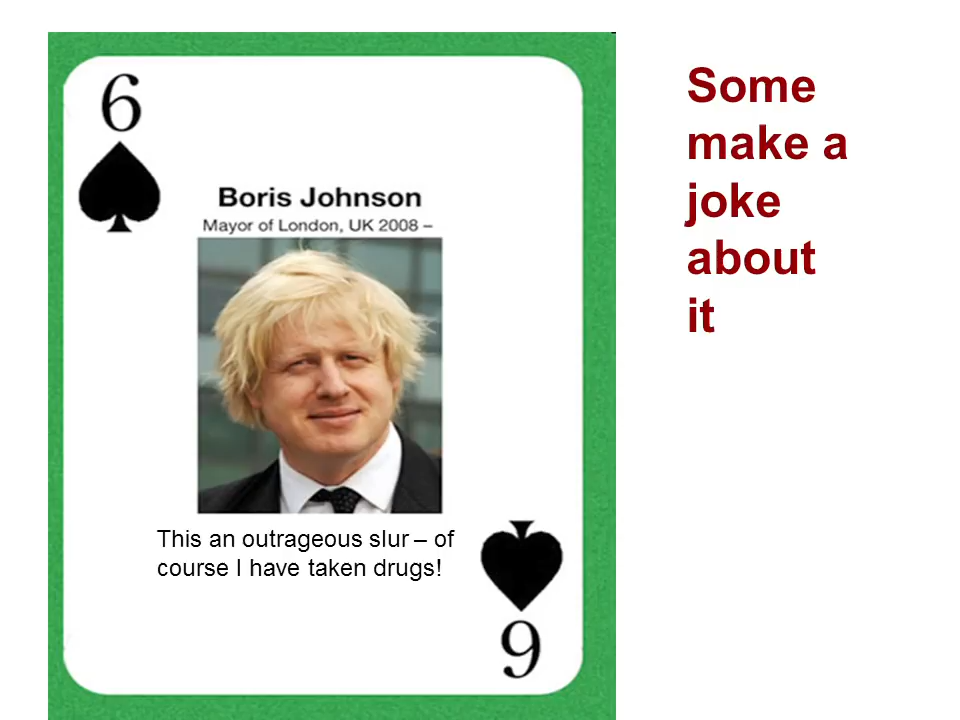 6
Boris Johnson
Mayor of London, UK 2008 –
This an outrageous slur – of
course I have taken drugs!
6
Some
make a
joke
about
it